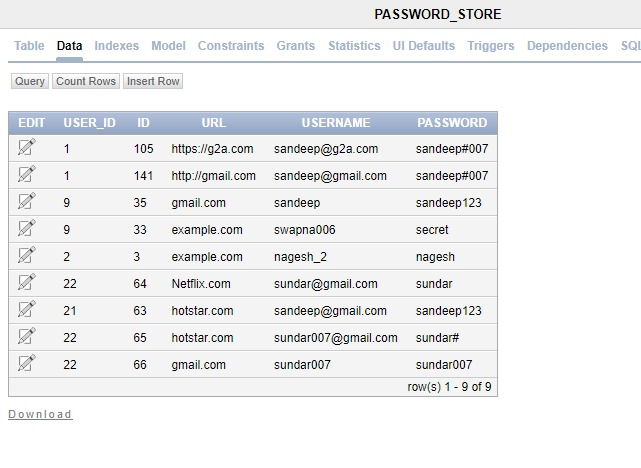 PASSWORD_STORE
Table Data Indexes Model Constraints Grants Statistics UI Defaults Triggers Dependencies SQL
Query Count Rows Insert Row
EDIT USER_ID ID URL USERNAME PASSWORD
1 105 https://g2a.com sandeep@g2a.com sandeep#007
1 141 http://gmail.com sandeep@gmail.com sandeep#007
9 35 gmail.com sandeep sandeep123
9 33 example.com swapna006 secret
2 3 example.com nagesh_2 nagesh
22 64 Netflix.com sundar@gmail.com sundar
21 63 hotstar.com sandeep@gmail.com sandeep123
22 65 hotstar.com sundar007@gmail.com sundar#
22 66 gmail.com sundar007 sundar007
row(s) 1 - 9 of 9
Download